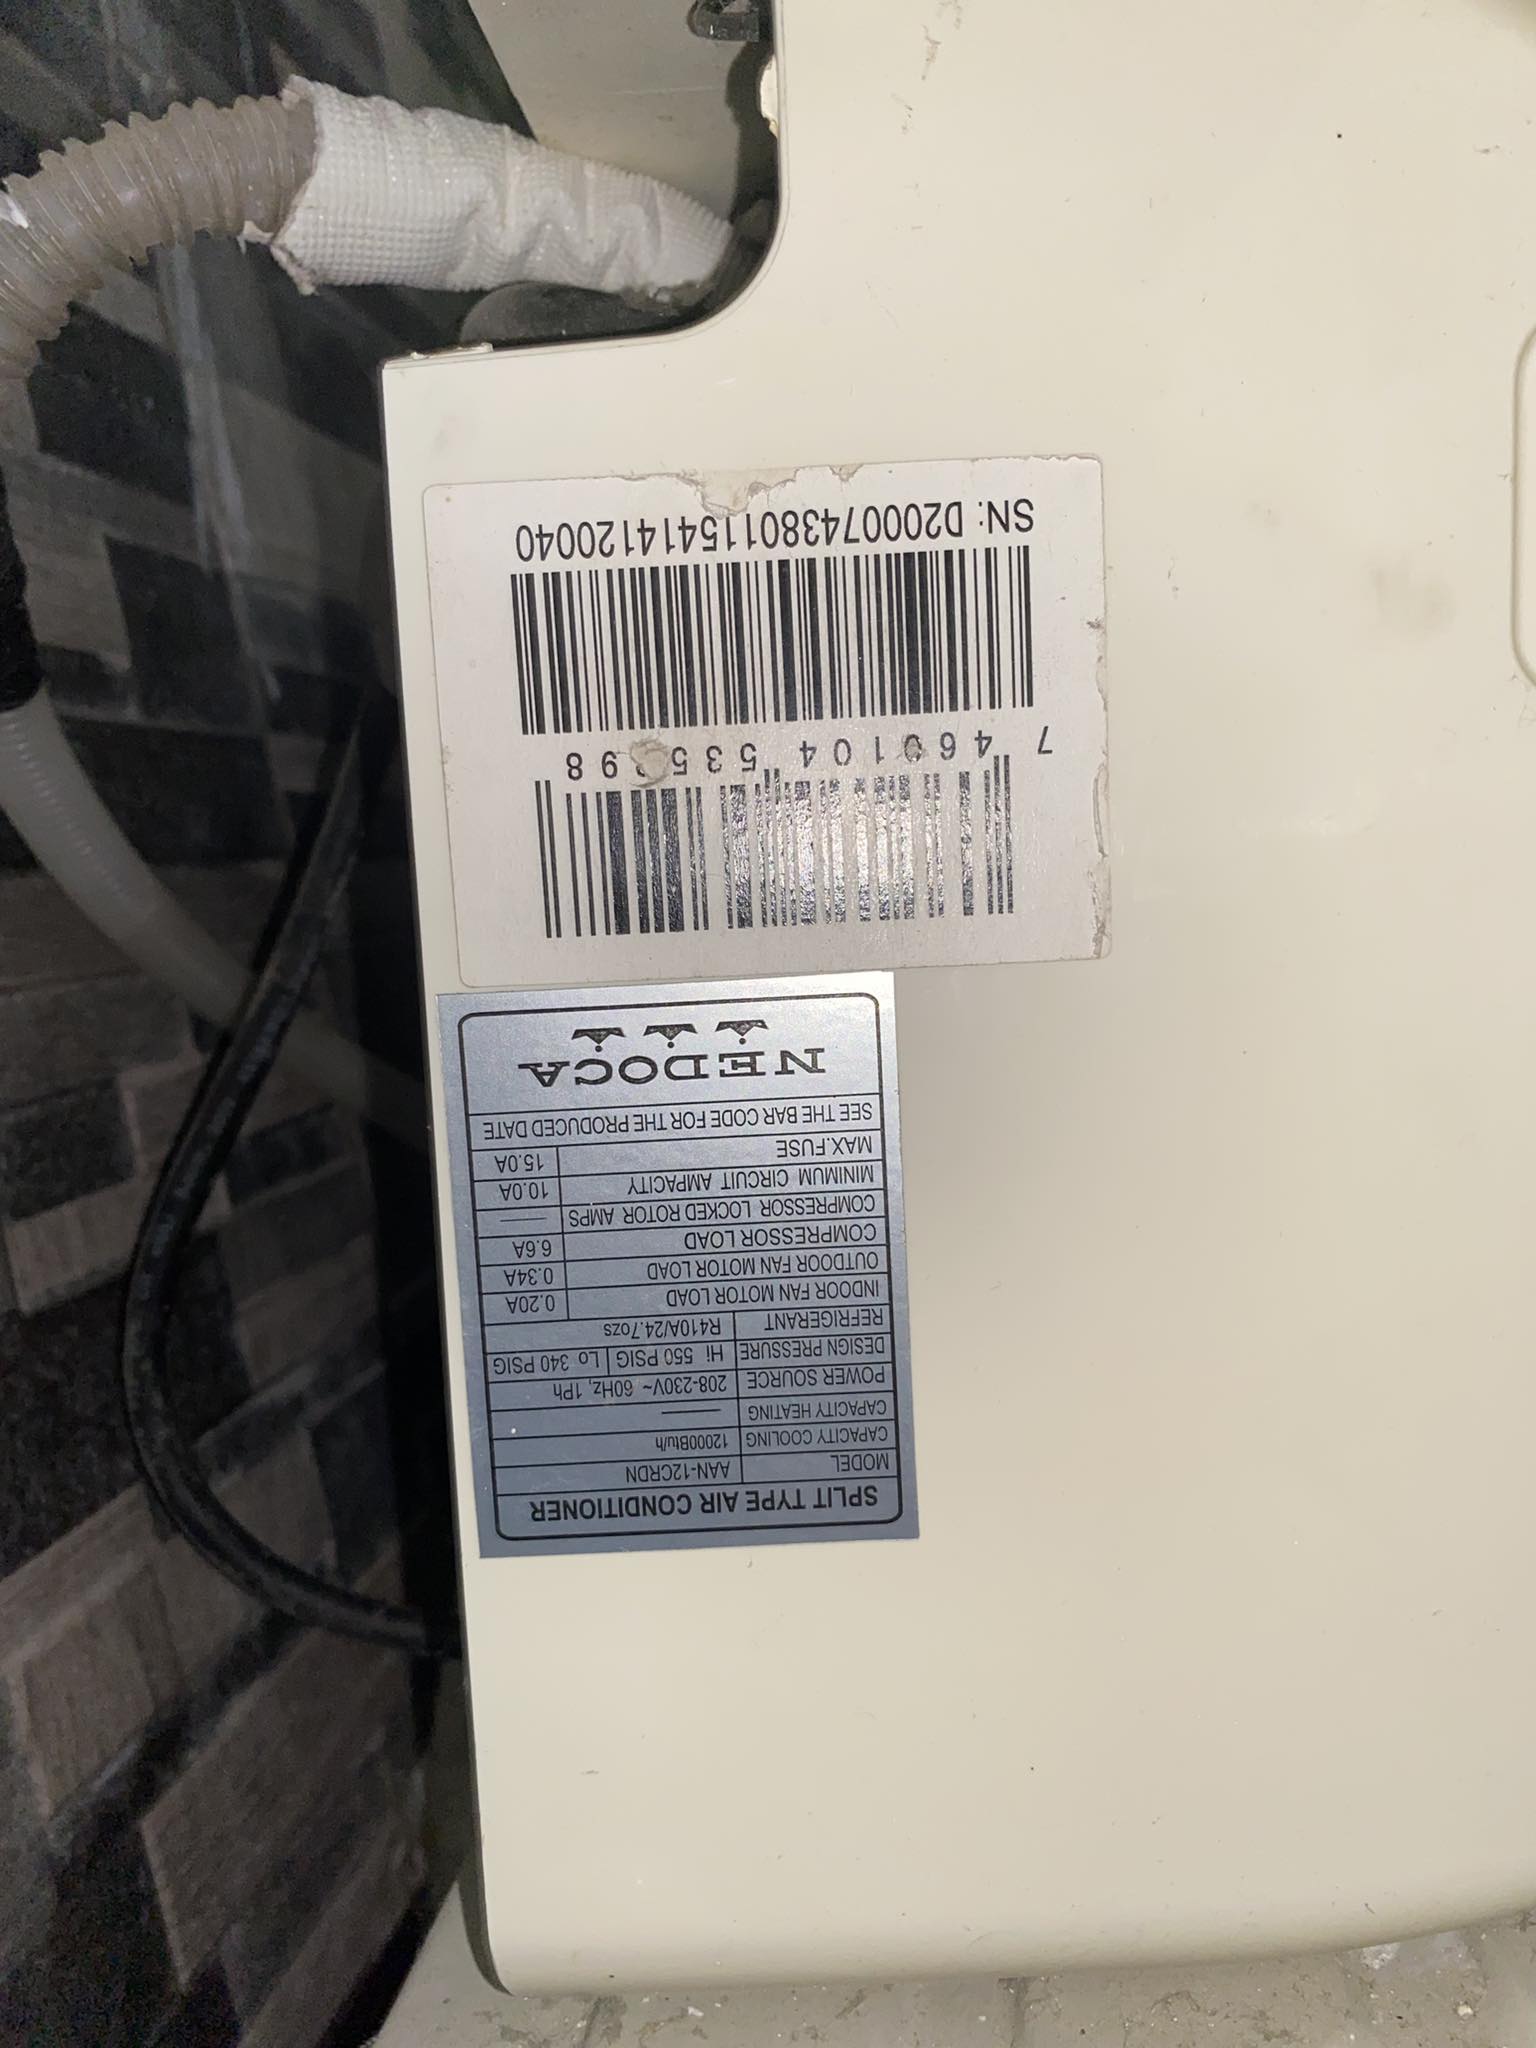 SPLIT TYPE AIR CONDITIONER
MODEL AAN-12CRDN
CAPACITY COOLING 12000Btu/h
CAPACITY HEATING ——
POWER SOURCE 208-230V~ 60Hz, 1Ph
DESIGN PRESSURE Hi 550 PSIG Lo 340 PSIG
REFRIGERANT R410A/24.7ozs
INDOOR FAN MOTOR LOAD 0.20A
OUTDOOR FAN MOTOR LOAD 0.34A
COMPRESSOR LOAD 6.6A
COMPRESSOR LOCKED ROTOR AMPS ——
MINIMUM CIRCUIT AMPACITY 10.0A
MAX.FUSE 15.0A
SEE THE BAR CODE FOR THE PRODUCED DATE
NEDOCA
7 460104
SN: D200074380115414120040